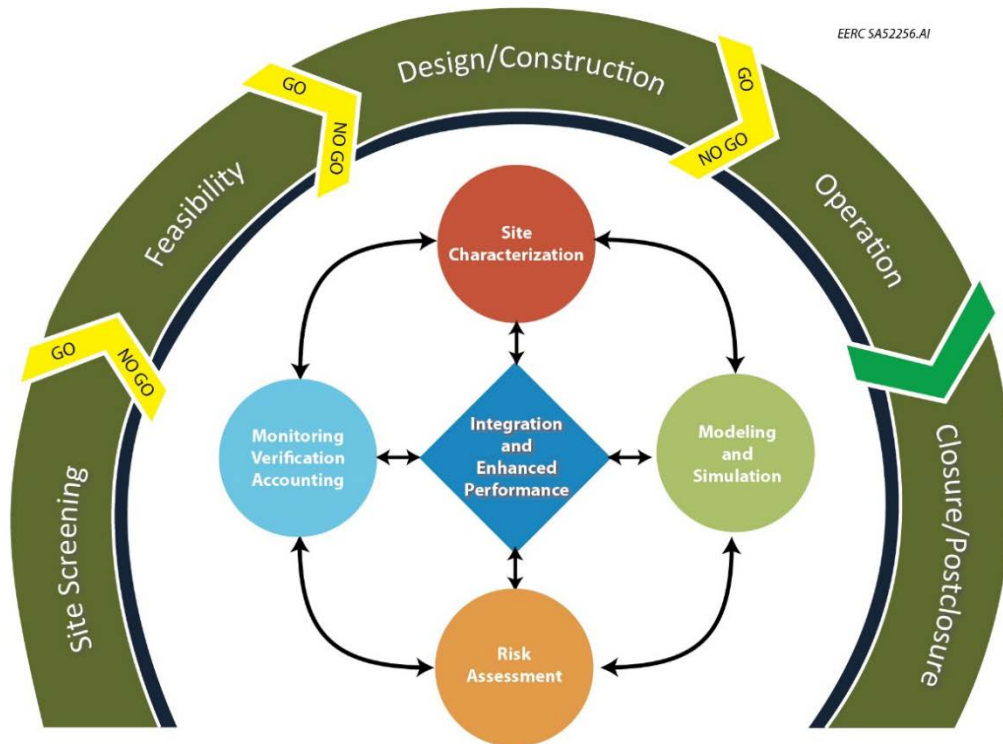 EERC SA52256.AI
Site Screening
GO
NO GO
Feasibility
GO
NO GO
Design/Construction
GO
NO GO
Operation
Closure/Postclosure
Site
Characterization
Monitoring
Verification
Accounting
Integration
and
Enhanced
Performance
Modeling
and
Simulation
Risk
Assessment